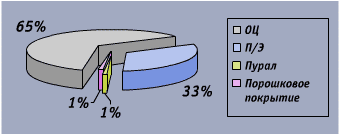 65%
33%
1%
1%
ОЦ
П/Э
Пурал
Порошковое
покрытие